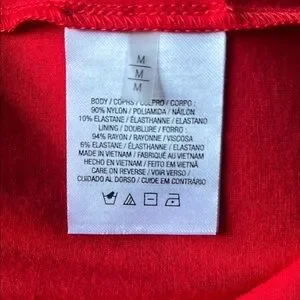 M
M
M
BODY / CORPS / CUERPO / CORPO :
90% NYLON / POLIAMIDA / NÁILON
10% ELASTANE / ÉLASTHANNE / ELASTANO
LINING / DOUBLURE / FORRO :
94% RAYON / RAYONNE / VISCOSA
6% ELASTANE / ÉLASTHANNE / ELASTANO
MADE IN VIETNAM / FABRIQUÉ AU VIETNAM
HECHO EN VIETNAM / FEITO EM VIETNÃ
CARE ON REVERSE / VOIR VERSO /
CUIDADO AL DORSO / CUIDE EM CONTRÁRIO